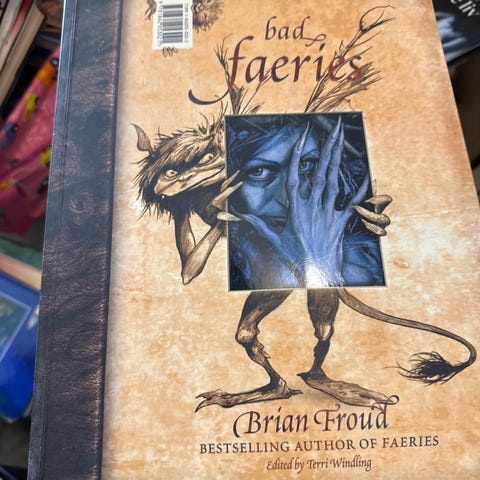 bad
faeries
Brian Froud
BESTSELLING AUTHOR OF FAERIES
Edited by Terri Windling